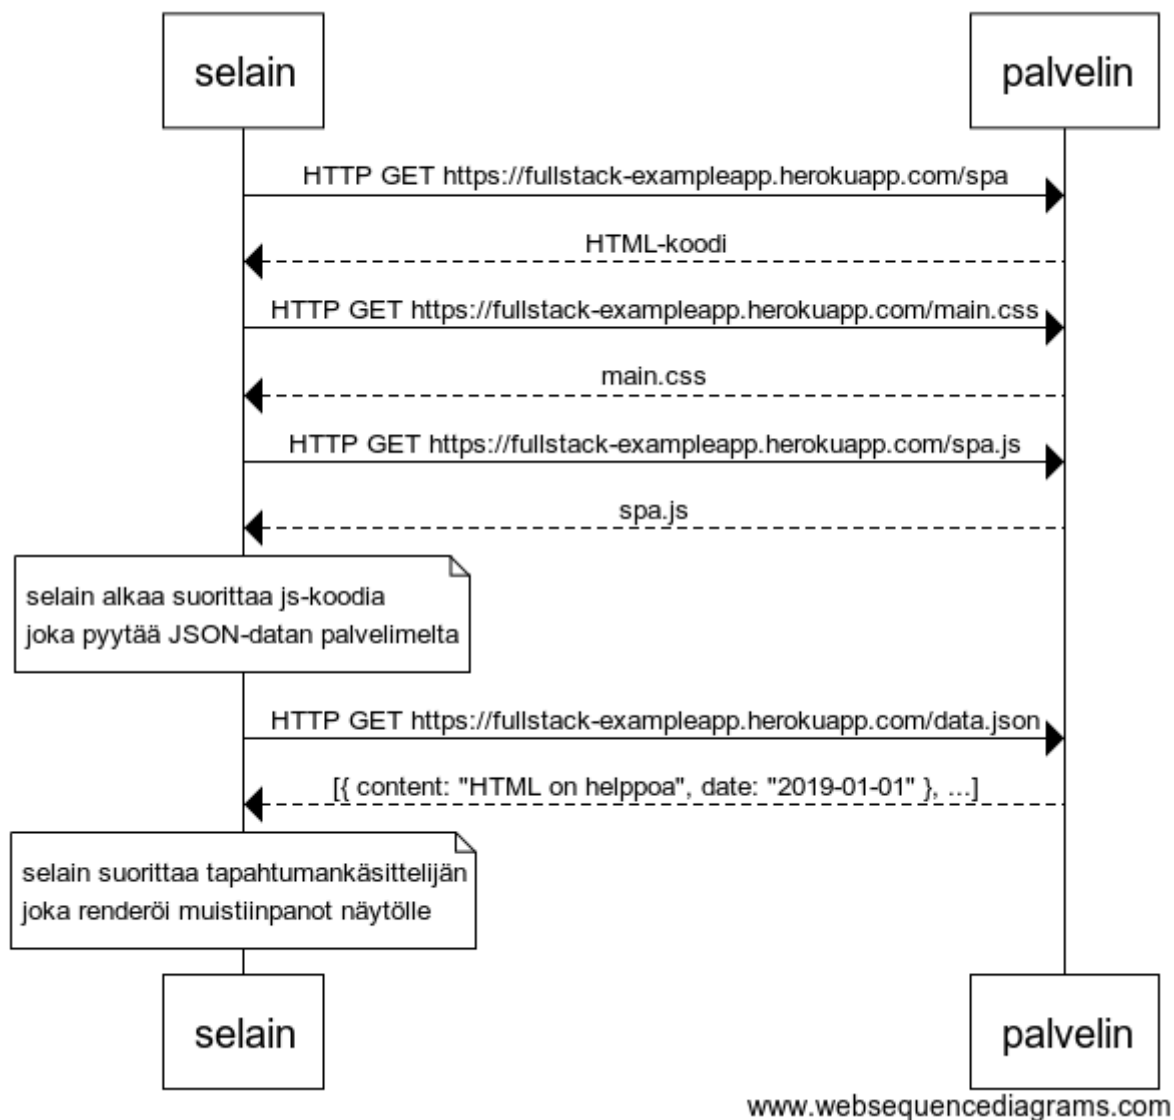 selain
palvelin
HTTP GET https://fullstack-exampleapp.herokuapp.com/spa
HTML-koodi
HTTP GET https://fullstack-exampleapp.herokuapp.com/main.css
main.css
HTTP GET https://fullstack-exampleapp.herokuapp.com/spa.js
spa.js
selain alkaa suorittaa js-koodia
joka pyytää JSON-datan palvelimelta
HTTP GET https://fullstack-exampleapp.herokuapp.com/data.json
[{ content: "HTML on helppoa", date: "2019-01-01" }, ...]
selain suorittaa tapahtumankäsittelijän
joka renderöi muistiinpanot näytölle
selain
palvelin
www.websequencediagrams.com